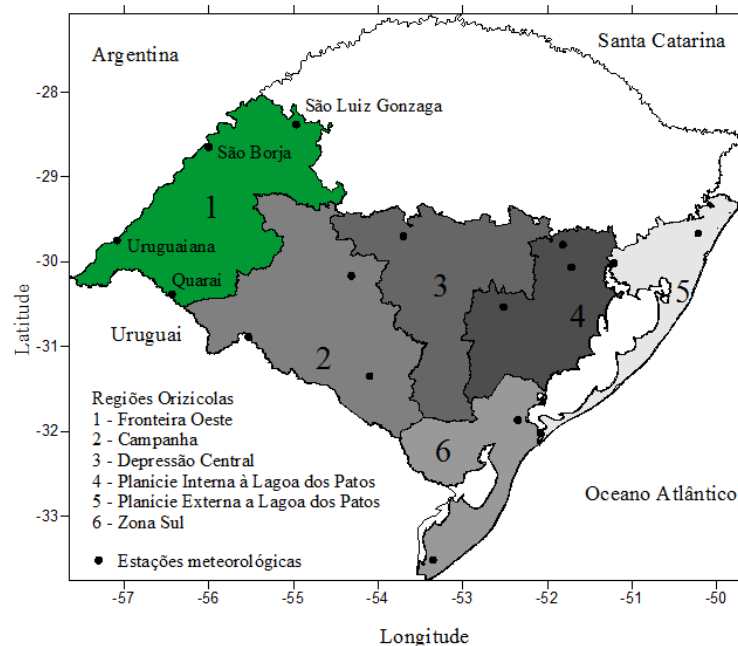 Argentina
Santa Catarina
São Luiz Gonzaga
São Borja
1
Uruguaiana
Quaraí
Uruguai
2
3
4
5
6
Regiões Orizícolas
1 - Fronteira Oeste
2 - Campanha
3 - Depressão Central
4 - Planície Interna à Lagoa dos Patos
5 - Planície Externa a Lagoa dos Patos
6 - Zona Sul
Estações meteorológicas
Oceano Atlântico
Latitude
-28
-29
-30
-31
-32
-33
-57
-56
-55
-54
-53
-52
-51
-50
Longitude